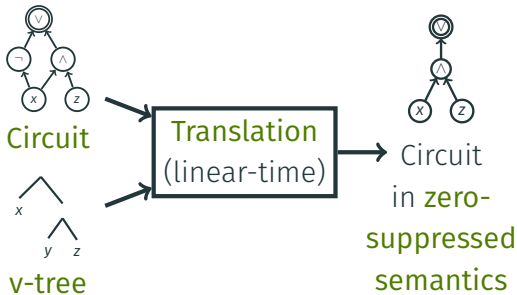 ∨
¬ ∧
x z
Circuit
x
y z
v-tree
Translation
(linear-time)
∨
∧
x z
Circuit
in zero-
suppressed
semantics